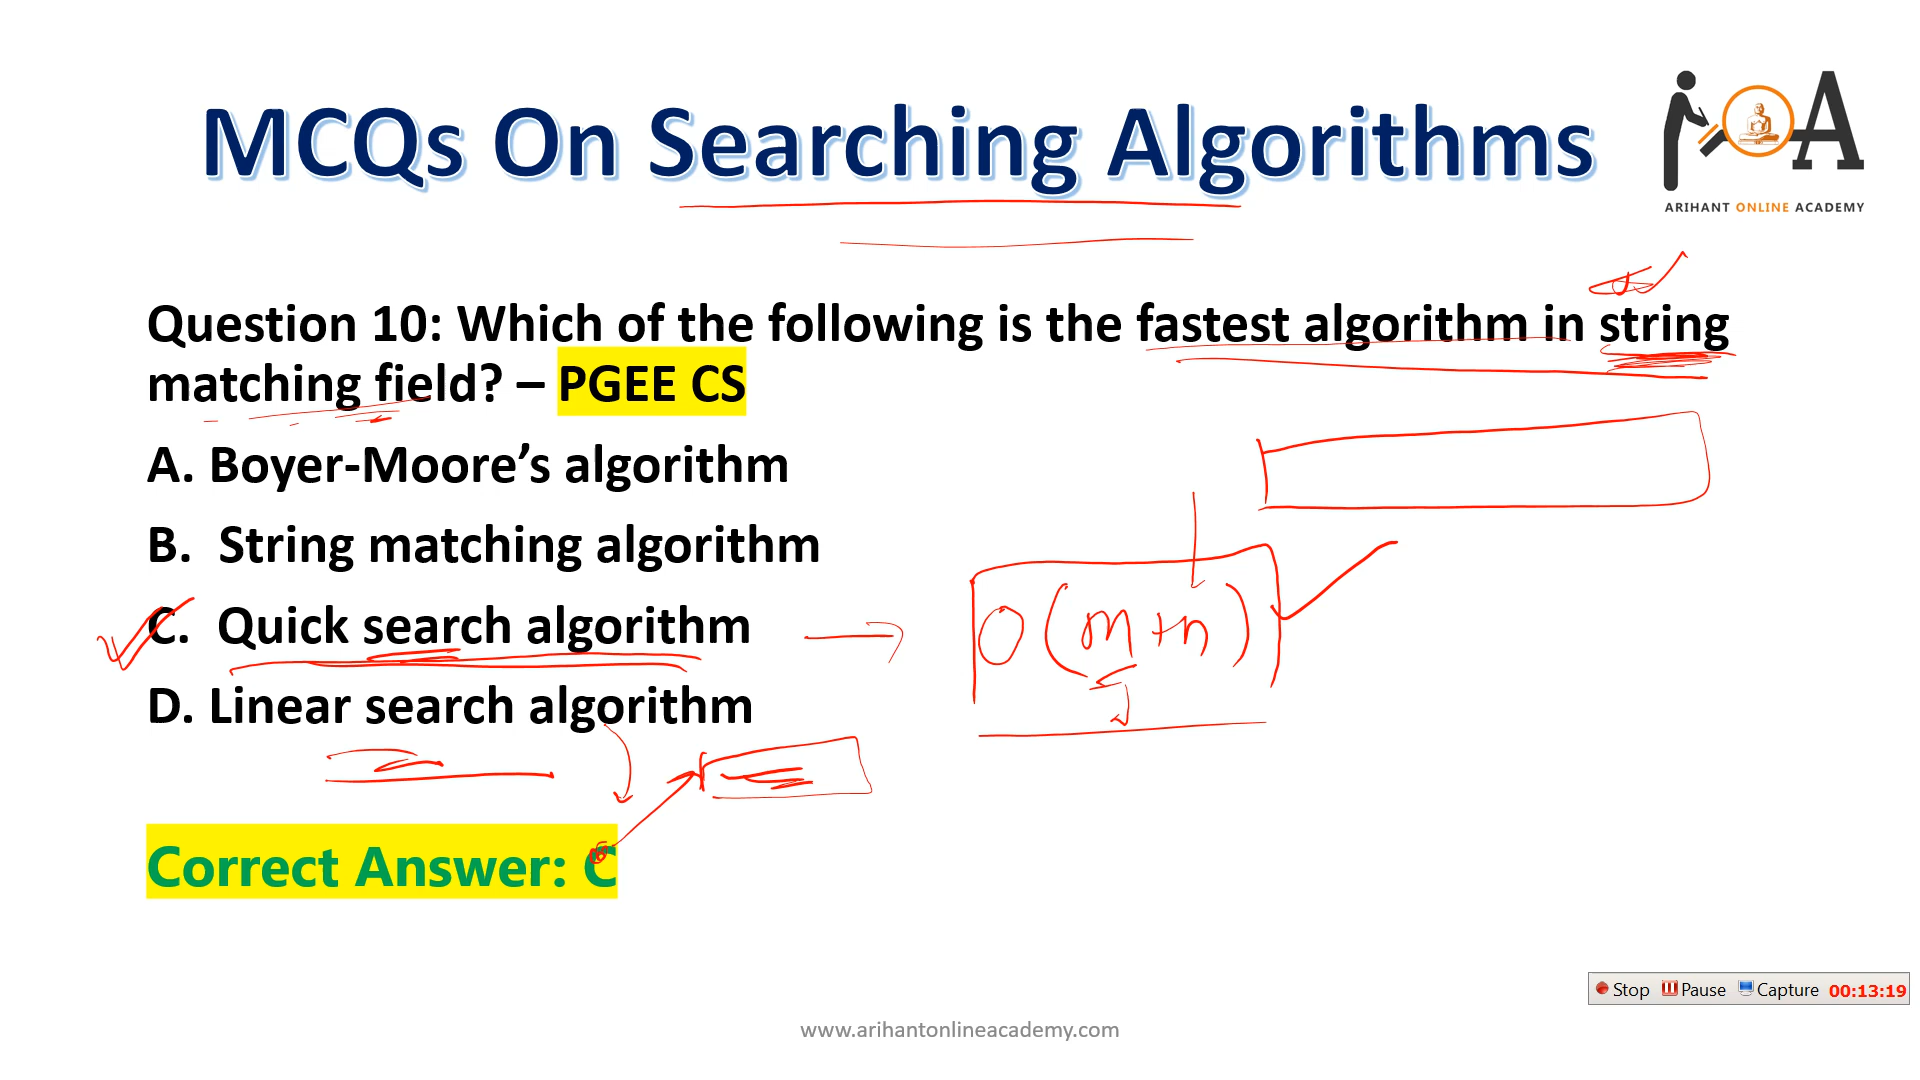 MCQs On Searching Algorithms
ARIHANT ONLINE ACADEMY
Question 10: Which of the following is the fastest algorithm in string
matching field? – PGEE CS
A. Boyer-Moore’s algorithm
B. String matching algorithm
C. Quick search algorithm
D. Linear search algorithm
O(m+n)
Correct Answer: C
Stop Pause Capture 00:13:19
www.arihantonlineacademy.com